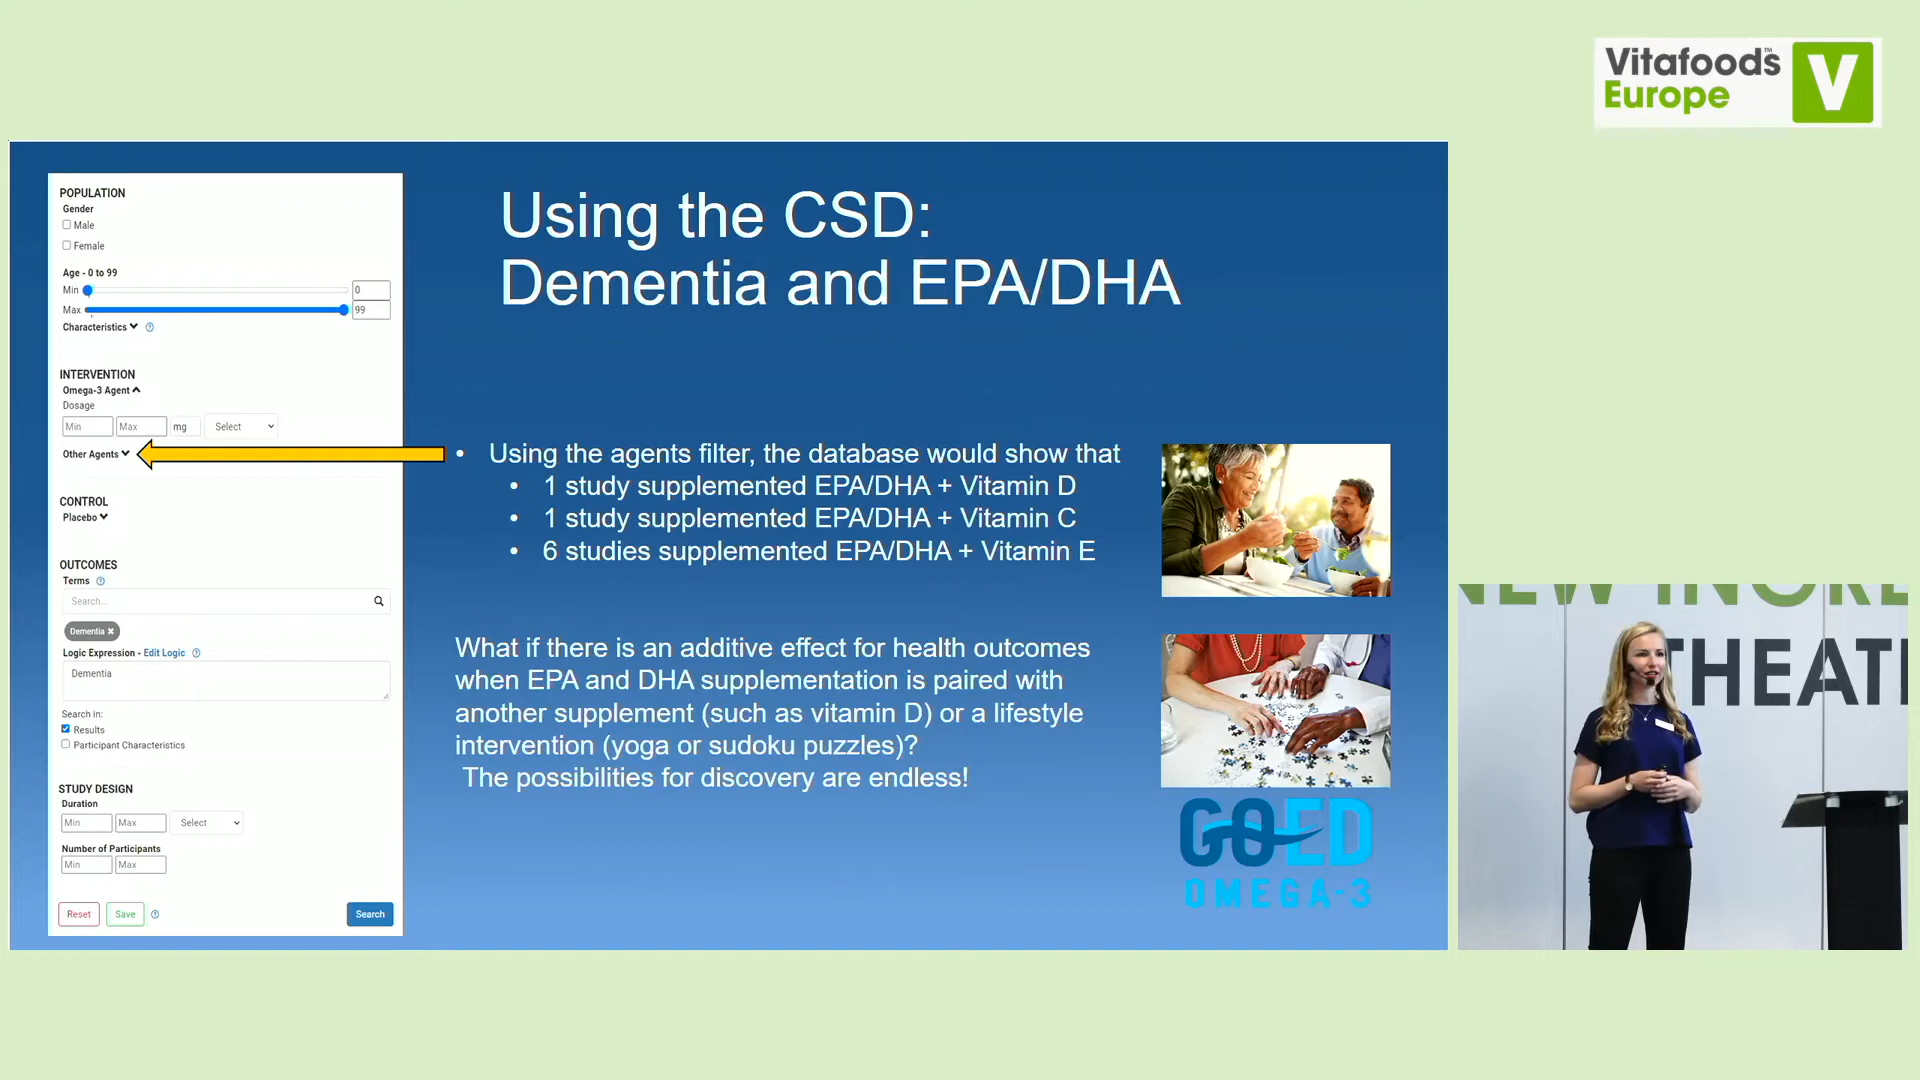 Vitafoods™
Europe
V
POPULATION
Gender
Male
Female
Age - 0 to 99
Min
0
Max
99
Characteristics
INTERVENTION
Omega-3 Agent
Dosage
Min Max mg Select
Other Agents
CONTROL
Placebo
OUTCOMES
Terms
Search...
Dementia ×
Logic Expression - Edit Logic
Dementia
Search in:
Results
Participant Characteristics
STUDY DESIGN
Duration
Min Max Select
Number of Participants
Min Max
Reset Save Search
Using the CSD:
Dementia and EPA/DHA
• Using the agents filter, the database would show that
• 1 study supplemented EPA/DHA + Vitamin D
• 1 study supplemented EPA/DHA + Vitamin C
• 6 studies supplemented EPA/DHA + Vitamin E
What if there is an additive effect for health outcomes
when EPA and DHA supplementation is paired with
another supplement (such as vitamin D) or a lifestyle
intervention (yoga or sudoku puzzles)?
The possibilities for discovery are endless!
GOED
OMEGA-3
NEW INGRE
THEAT